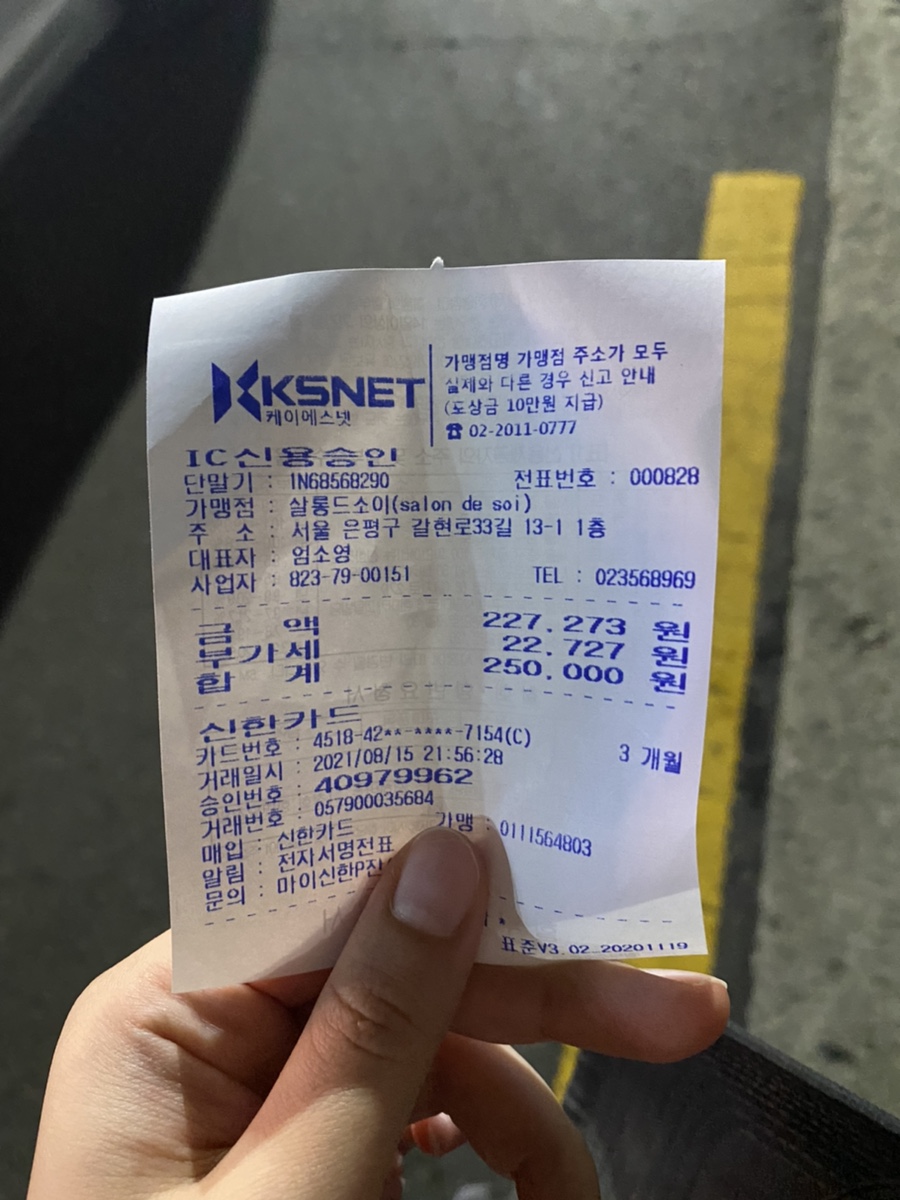 KSNET
케이에스넷
가맹점명 가맹점 주소가 모두
실제와 다른 경우 신고 안내
(포상금 10만원 지급)
☎ 02-2011-0777
IC신용승인
단말기 : 1N68568290 전표번호 : 000828
가맹점 : 살롱드소이(salon de soi)
주 소 : 서울 은평구 갈현로33길 13-1 1층
대표자 : 엄소영
사업자 : 823-79-00151 TEL : 023568969
금 액 227.273 원
부가세 22.727 원
합 계 250.000 원
신한카드
카드번호 : 4518-42**-****-7154(C)
거래일시 : 2021/08/15 21:56:28 3 개월
승인번호 : 40979962
거래번호 : 057900035684
매입 : 신한카드 가맹 : 0111564803
알림 : 전자서명전표
문의 : 마이신한P
*
표준V3.02_20201119